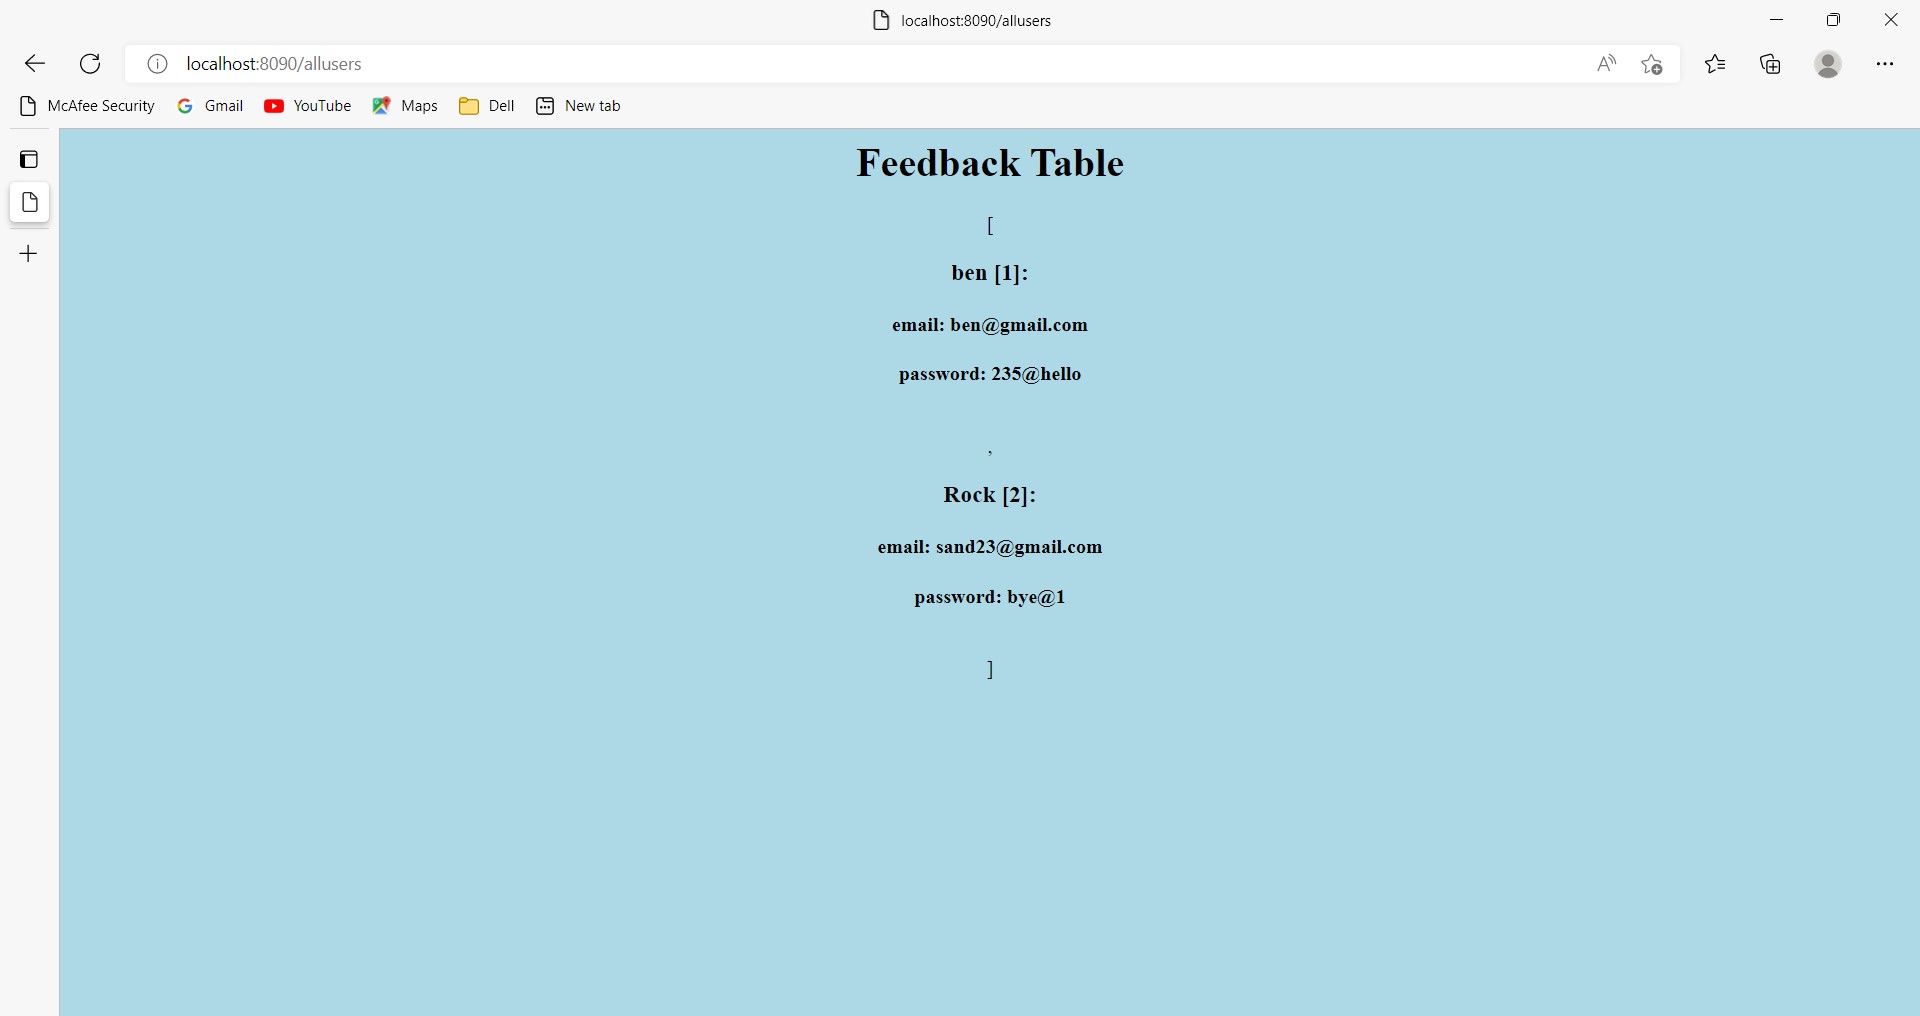 localhost:8090/allusers
localhost:8090/allusers
McAfee Security Gmail YouTube Maps Dell New tab
Feedback Table
[
ben [1]:
email: ben@gmail.com
password: 235@hello
,
Rock [2]:
email: sand23@gmail.com
password: bye@1
]